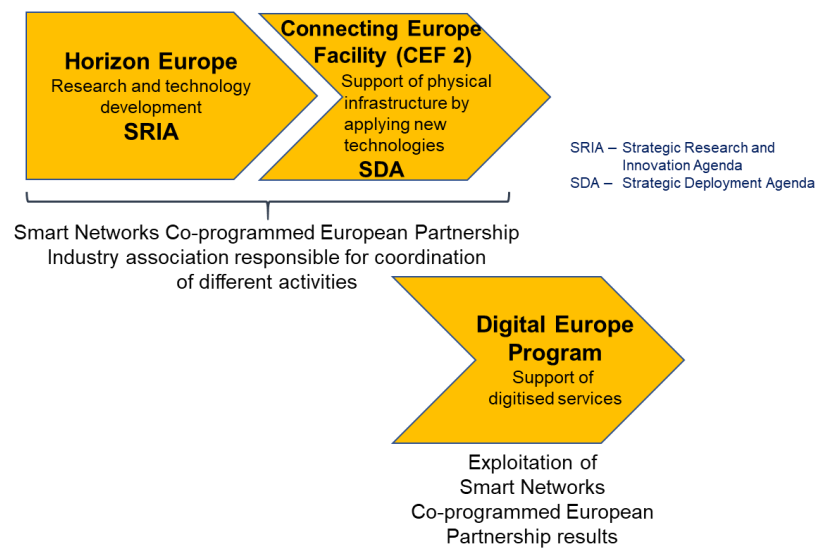 Horizon Europe
Research and technology
development
SRIA
Connecting Europe
Facility (CEF 2)
Support of physical
infrastructure by
applying new
technologies
SDA
SRIA – Strategic Research and
Innovation Agenda
SDA – Strategic Deployment Agenda
Smart Networks Co-programmed European Partnership
Industry association responsible for coordination
of different activities
Digital Europe
Program
Support of
digitised services
Exploitation of
Smart Networks
Co-programmed European
Partnership results